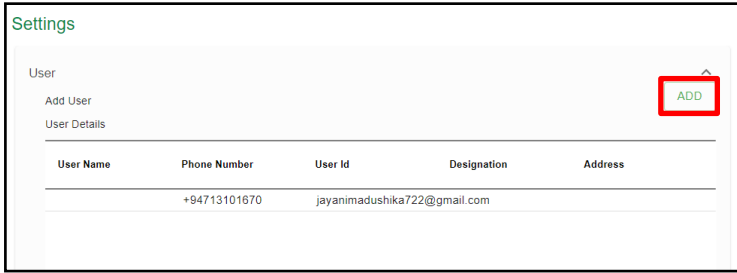 Settings
User
Add User
ADD
User Details
User Name Phone Number User Id Designation Address
+94713101670 jayanimadushika722@gmail.com